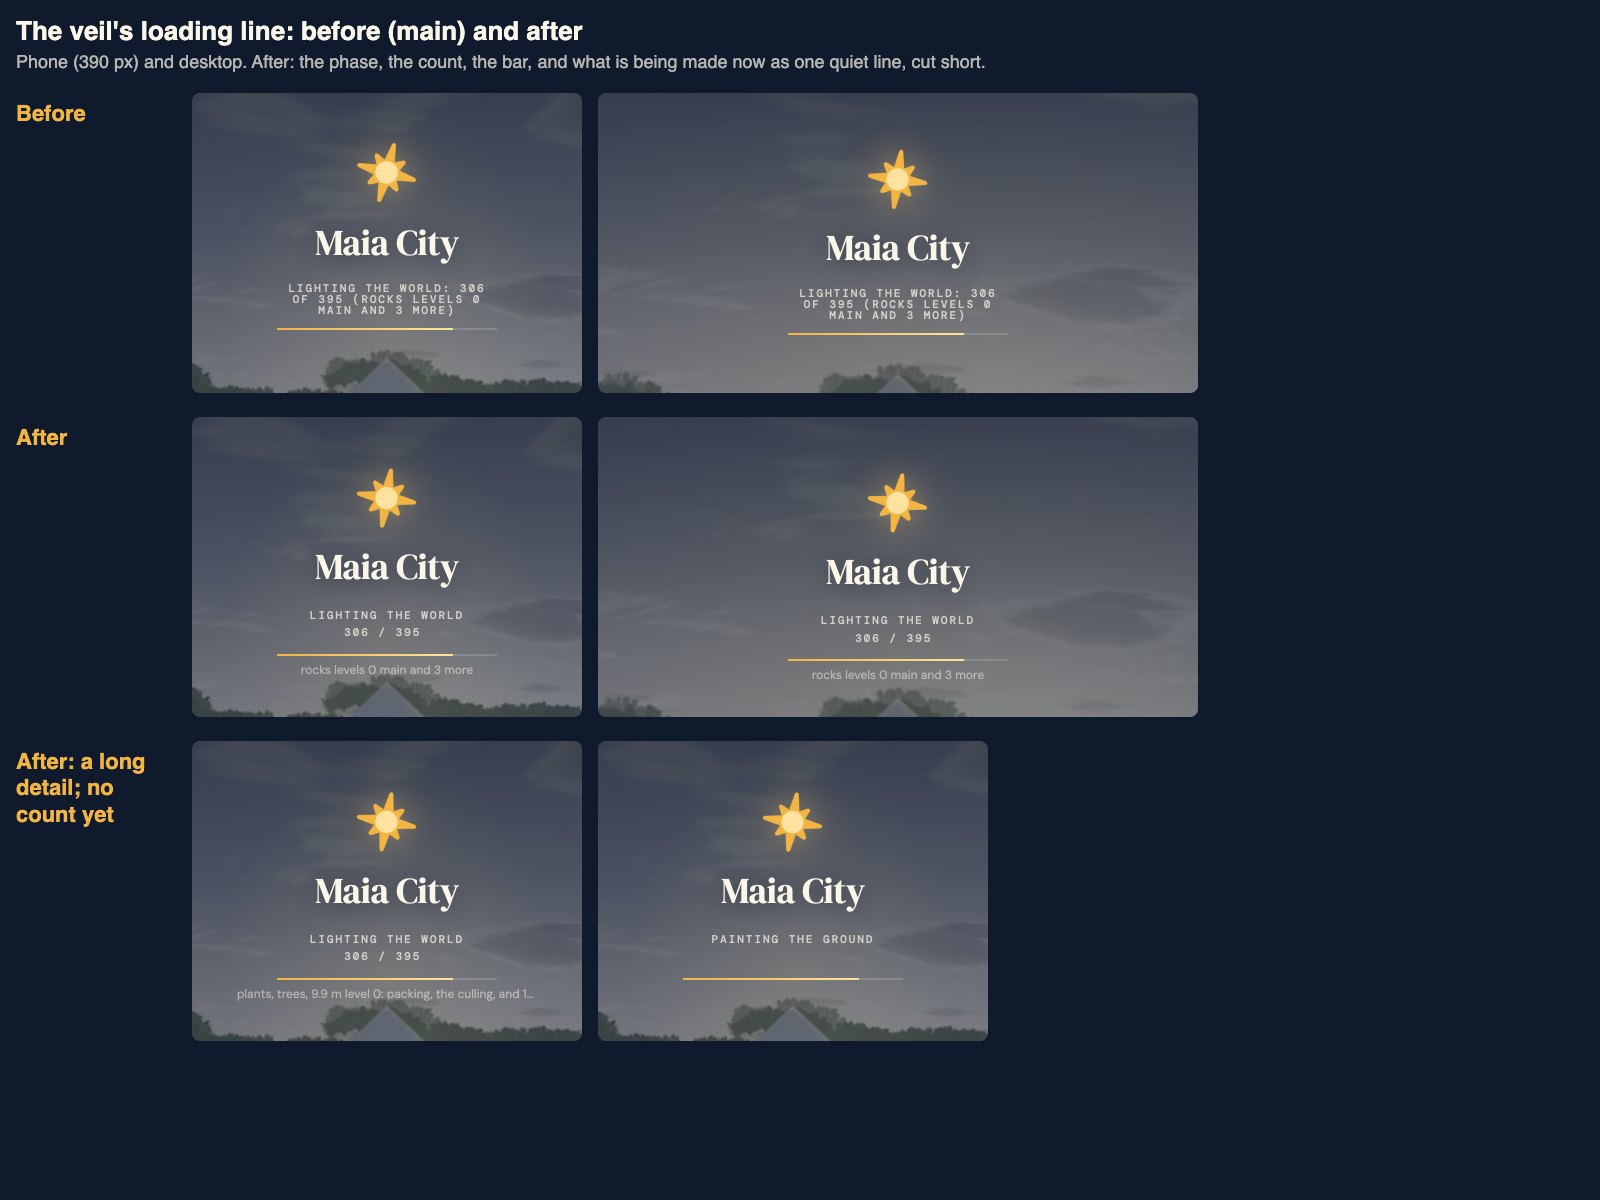 The veil's loading line: before (main) and after
Phone (390 px) and desktop. After: the phase, the count, the bar, and what is being made now as one quiet line, cut short.
Before
Maia City
LIGHTING THE WORLD: 306
OF 395 (ROCKS LEVELS 0
MAIN AND 3 MORE)
Maia City
LIGHTING THE WORLD: 306
OF 395 (ROCKS LEVELS 0
MAIN AND 3 MORE)
After
Maia City
LIGHTING THE WORLD
306 / 395
rocks levels 0 main and 3 more
Maia City
LIGHTING THE WORLD
306 / 395
rocks levels 0 main and 3 more
After: a long
detail; no
count yet
Maia City
LIGHTING THE WORLD
306 / 395
plants, trees, 9.9 m level 0: packing, the culling, and 1...
Maia City
PAINTING THE GROUND